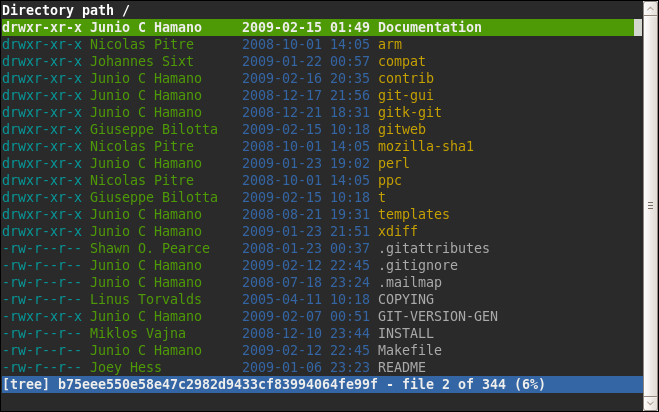 Directory path /
drwxr-xr-x Junio C Hamano 2009-02-15 01:49 Documentation
drwxr-xr-x Nicolas Pitre 2008-10-01 14:05 arm
drwxr-xr-x Johannes Sixt 2009-01-22 00:57 compat
drwxr-xr-x Junio C Hamano 2009-02-16 20:35 contrib
drwxr-xr-x Junio C Hamano 2008-12-17 21:56 git-gui
drwxr-xr-x Junio C Hamano 2008-12-21 18:31 gitk-git
drwxr-xr-x Giuseppe Bilotta 2009-02-15 10:18 gitweb
drwxr-xr-x Nicolas Pitre 2008-10-01 14:05 mozilla-sha1
drwxr-xr-x Junio C Hamano 2009-01-23 19:02 perl
drwxr-xr-x Nicolas Pitre 2008-10-01 14:05 ppc
drwxr-xr-x Giuseppe Bilotta 2009-02-15 10:18 t
drwxr-xr-x Junio C Hamano 2008-08-21 19:31 templates
drwxr-xr-x Junio C Hamano 2009-01-23 21:51 xdiff
-rw-r--r-- Shawn O. Pearce 2008-01-23 00:37 .gitattributes
-rw-r--r-- Junio C Hamano 2009-02-12 22:45 .gitignore
-rw-r--r-- Junio C Hamano 2008-07-18 23:24 .mailmap
-rw-r--r-- Linus Torvalds 2005-04-11 10:18 COPYING
-rwxr-xr-x Junio C Hamano 2009-02-07 00:51 GIT-VERSION-GEN
-rw-r--r-- Miklos Vajna 2008-12-10 23:44 INSTALL
-rw-r--r-- Junio C Hamano 2009-02-12 22:45 Makefile
-rw-r--r-- Joey Hess 2009-01-06 23:23 README
[tree] b75eee550e58e47c2982d9433cf83994064fe99f - file 2 of 344 (6%)